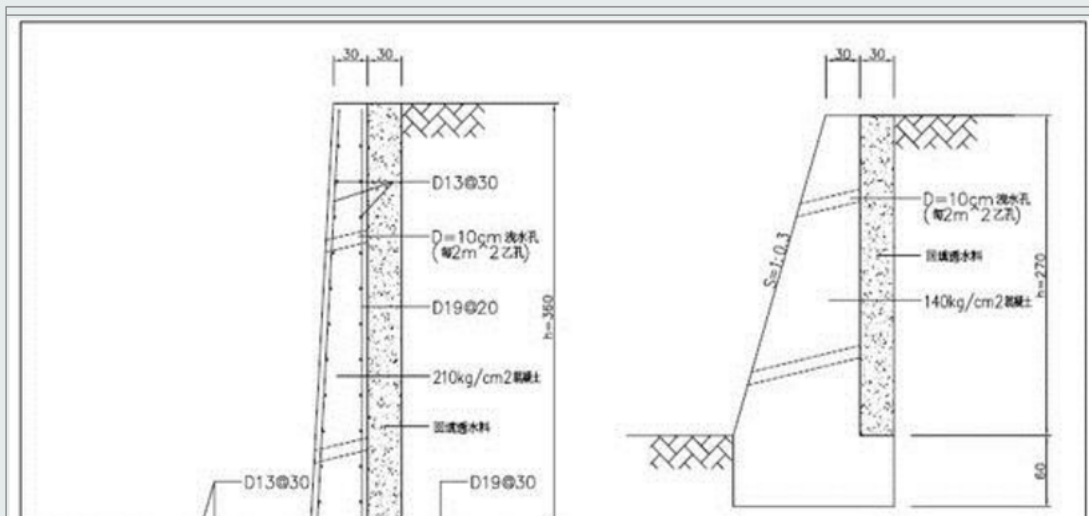 30 30
D13@30
D=10cm 洩水孔
(每2m^2乙孔)
D19@20
h=360
210kg/cm2混凝土
回填透水料
D13@30
D19@30
30 30
D=10cm 洩水孔
(每2m^2乙孔)
S=1:0.3
回填透水料
h=270
140kg/cm2混凝土
60